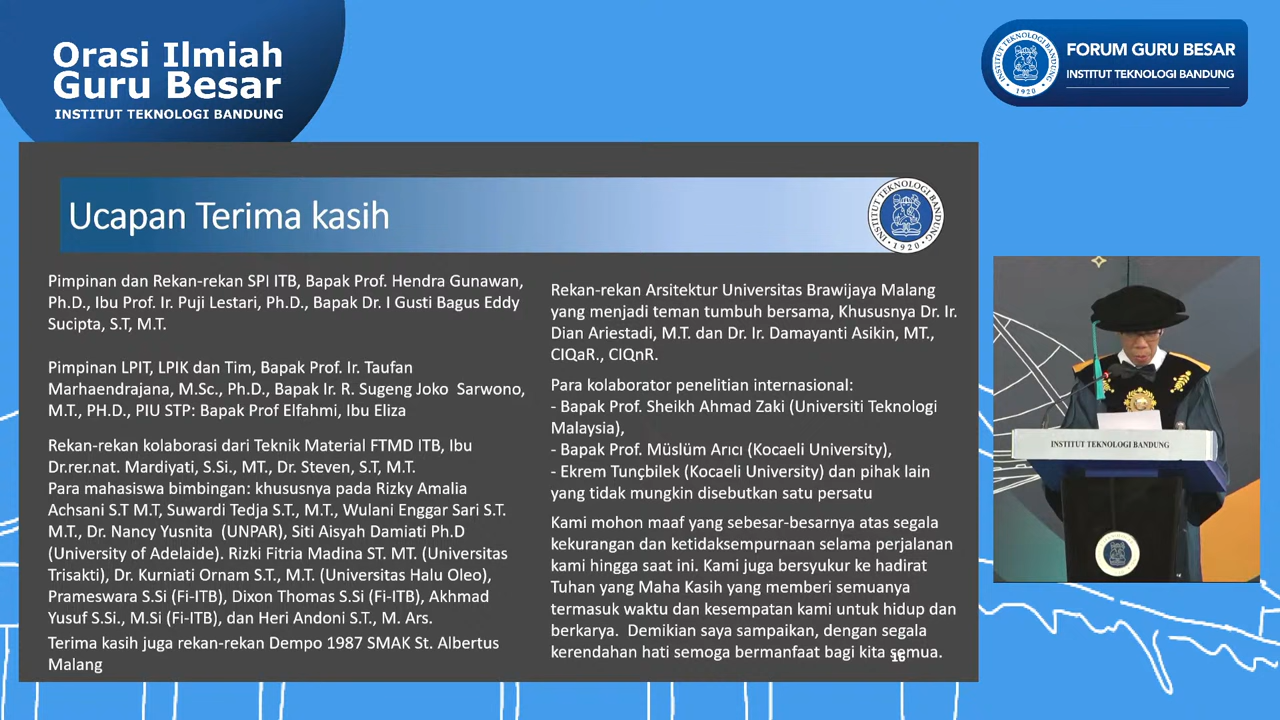 Orasi Ilmiah
Guru Besar
INSTITUT TEKNOLOGI BANDUNG
FORUM GURU BESAR
INSTITUT TEKNOLOGI BANDUNG
INSTITUT TEKNOLOGI BANDUNG
1920
Ucapan Terima kasih
INSTITUT TEKNOLOGI BANDUNG
1920
Pimpinan dan Rekan-rekan SPI ITB, Bapak Prof. Hendra Gunawan,
Ph.D., Ibu Prof. Ir. Puji Lestari, Ph.D., Bapak Dr. I Gusti Bagus Eddy
Sucipta, S.T, M.T.
Pimpinan LPIT, LPIK dan Tim, Bapak Prof. Ir. Taufan
Marhaendrajana, M.Sc., Ph.D., Bapak Ir. R. Sugeng Joko Sarwono,
M.T., PH.D., PIU STP: Bapak Prof Elfahmi, Ibu Eliza
Rekan-rekan kolaborasi dari Teknik Material FTMD ITB, Ibu
Dr.rer.nat. Mardiyati, S.Si., MT., Dr. Steven, S.T, M.T.
Para mahasiswa bimbingan: khususnya pada Rizky Amalia
Achsani S.T M.T, Suwardi Tedja S.T., M.T., Wulani Enggar Sari S.T.
M.T., Dr. Nancy Yusnita (UNPAR), Siti Aisyah Damiati Ph.D
(University of Adelaide). Rizki Fitria Madina ST. MT. (Universitas
Trisakti), Dr. Kurniati Ornam S.T., M.T. (Universitas Halu Oleo),
Prameswara S.Si (Fi-ITB), Dixon Thomas S.Si (Fi-ITB), Akhmad
Yusuf S.Si., M.Si (Fi-ITB), dan Heri Andoni S.T., M. Ars.
Terima kasih juga rekan-rekan Dempo 1987 SMAK St. Albertus
Malang
Rekan-rekan Arsitektur Universitas Brawijaya Malang
yang menjadi teman tumbuh bersama, Khususnya Dr. Ir.
Dian Ariestadi, M.T. dan Dr. Ir. Damayanti Asikin, MT.,
CIQaR., CIQnR.
Para kolaborator penelitian internasional:
- Bapak Prof. Sheikh Ahmad Zaki (Universiti Teknologi
Malaysia),
- Bapak Prof. Müslüm Arıcı (Kocaeli University),
- Ekrem Tunçbilek (Kocaeli University) dan pihak lain
yang tidak mungkin disebutkan satu persatu
Kami mohon maaf yang sebesar-besarnya atas segala
kekurangan dan ketidaksempurnaan selama perjalanan
kami hingga saat ini. Kami juga bersyukur ke hadirat
Tuhan yang Maha Kasih yang memberi semuanya
termasuk waktu dan kesempatan kami untuk hidup dan
berkarya. Demikian saya sampaikan, dengan segala
kerendahan hati semoga bermanfaat bagi kita semua.
16
INSTITUT TEKNOLOGI BANDUNG